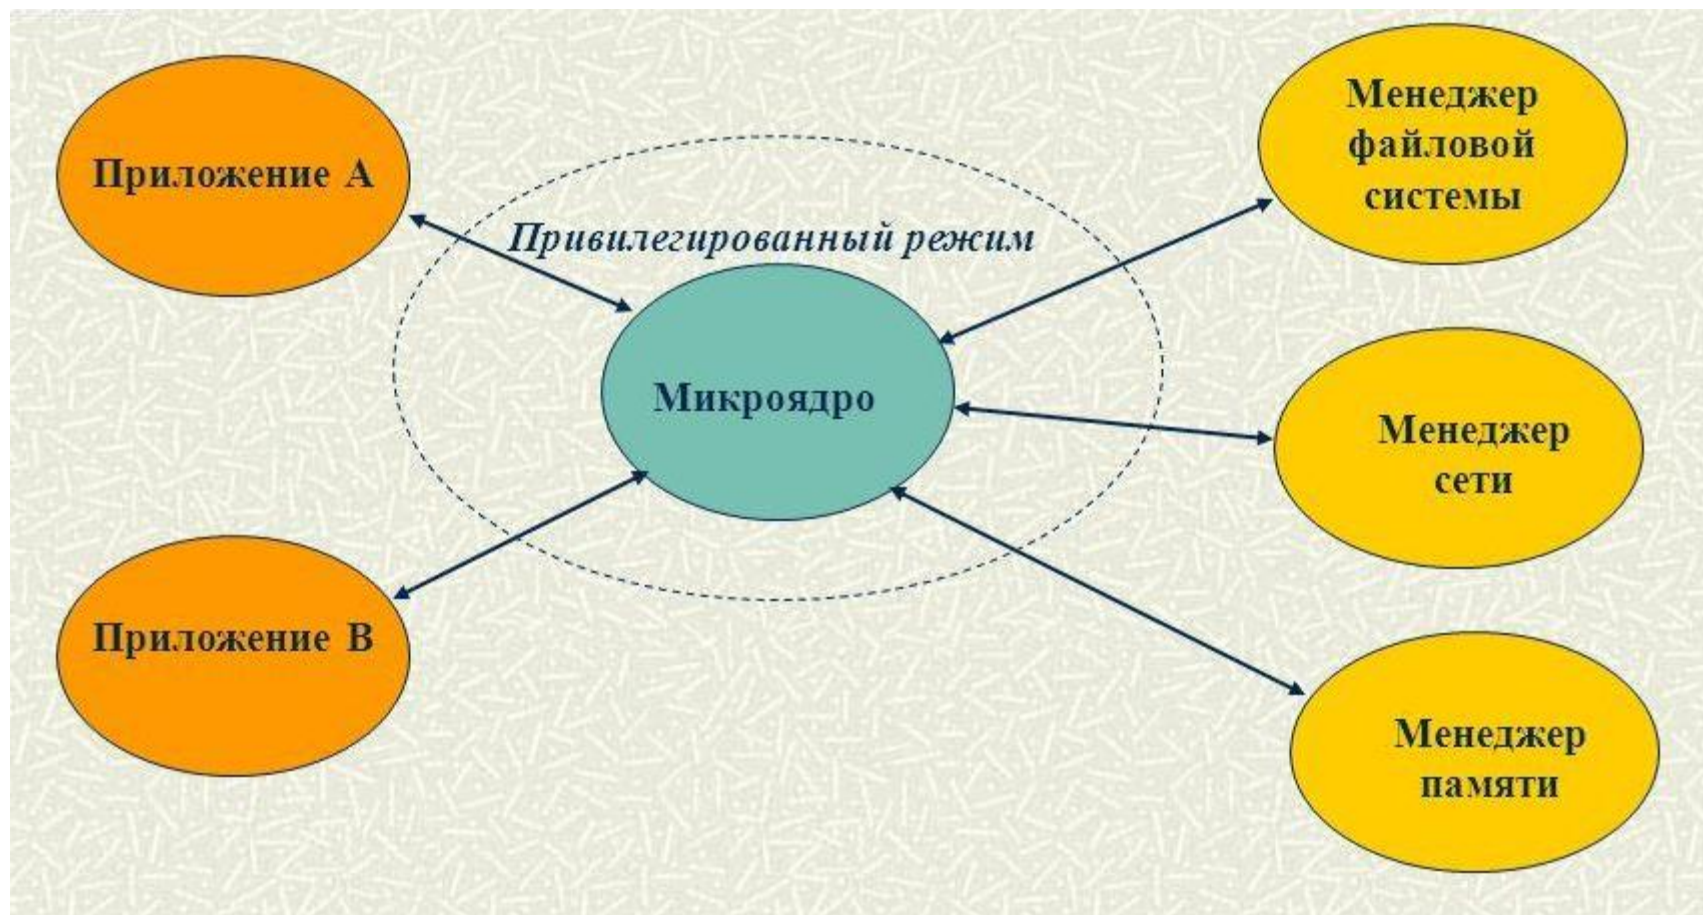 Приложение А
Привилегированный режим
Микроядро
Приложение В
Менеджер
файловой
системы
Менеджер
сети
Менеджер
памяти